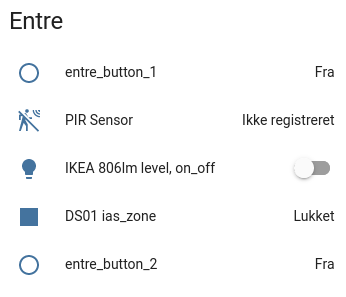 Entre
entre_button_1 Fra
PIR Sensor Ikke registreret
IKEA 806lm level, on_off
DS01 ias_zone Lukket
entre_button_2 Fra